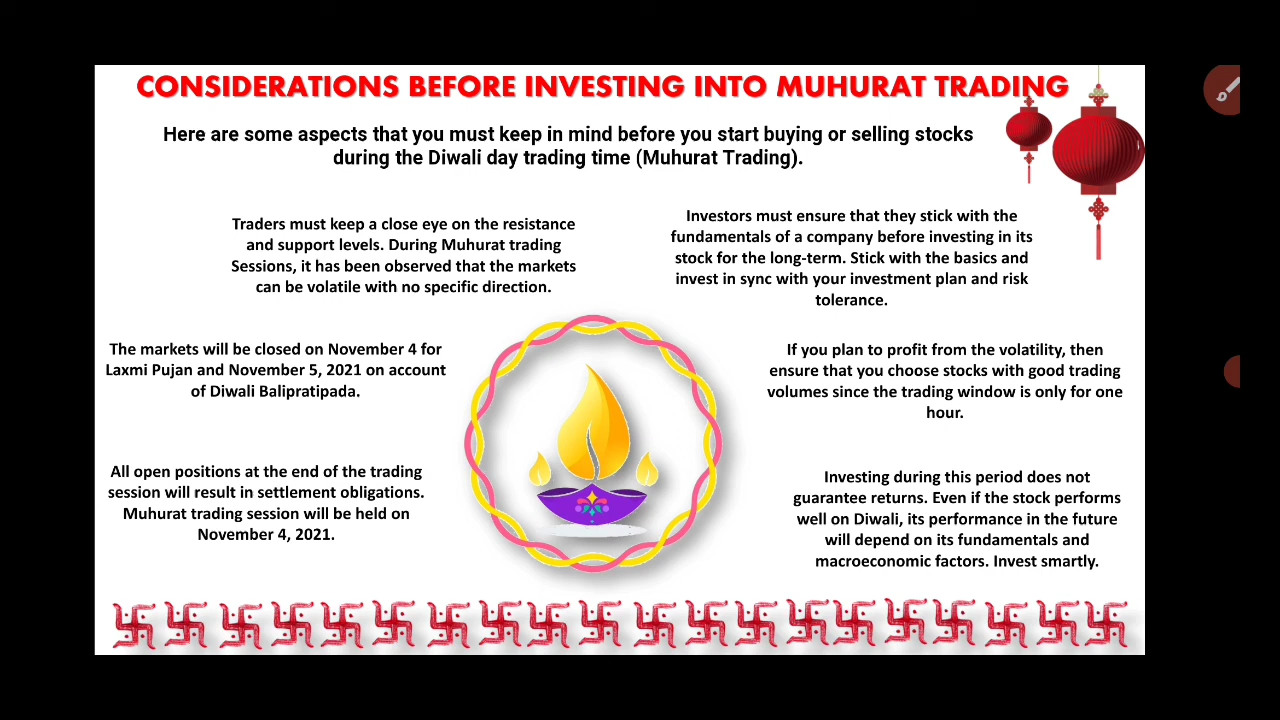 CONSIDERATIONS BEFORE INVESTING INTO MUHURAT TRADING
Here are some aspects that you must keep in mind before you start buying or selling stocks
during the Diwali day trading time (Muhurat Trading).
Traders must keep a close eye on the resistance
and support levels. During Muhurat trading
Sessions, it has been observed that the markets
can be volatile with no specific direction.
Investors must ensure that they stick with the
fundamentals of a company before investing in its
stock for the long-term. Stick with the basics and
invest in sync with your investment plan and risk
tolerance.
The markets will be closed on November 4 for
Laxmi Pujan and November 5, 2021 on account
of Diwali Balipratipada.
If you plan to profit from the volatility, then
ensure that you choose stocks with good trading
volumes since the trading window is only for one
hour.
All open positions at the end of the trading
session will result in settlement obligations.
Muhurat trading session will be held on
November 4, 2021.
Investing during this period does not
guarantee returns. Even if the stock performs
well on Diwali, its performance in the future
will depend on its fundamentals and
macroeconomic factors. Invest smartly.